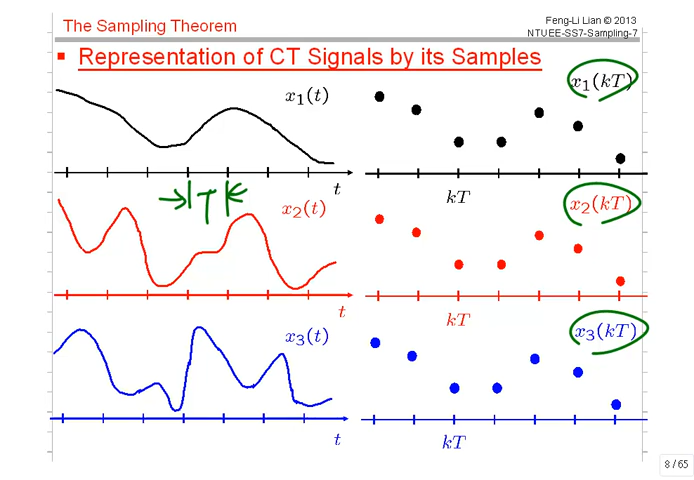 The Sampling Theorem
Feng-Li Lian © 2013
NTUEE-SS7-Sampling-7
Representation of CT Signals by its Samples
x₁(t)
x₁(kT)
t
kT
T
x₂(t)
x₂(kT)
t
kT
x₃(t)
x₃(kT)
t
kT
8 / 65